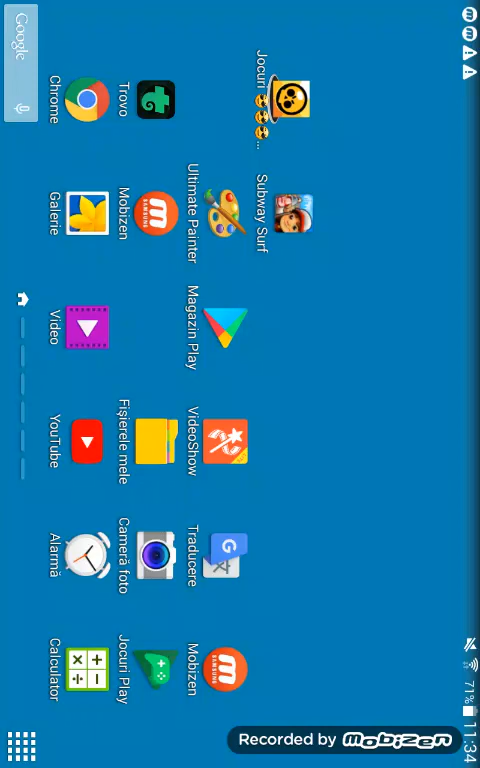 71% 11:34
Recorded by mobizen
Jocuri 😎😎😎...
Subway Surf
Ultimate Painter
Magazin Play
VideoShow
Traducere
Mobizen
Trovo
Mobizen
Fișierele mele
Cameră foto
Jocuri Play
Chrome
Galerie
Video
YouTube
Alarmă
Calculator
Google